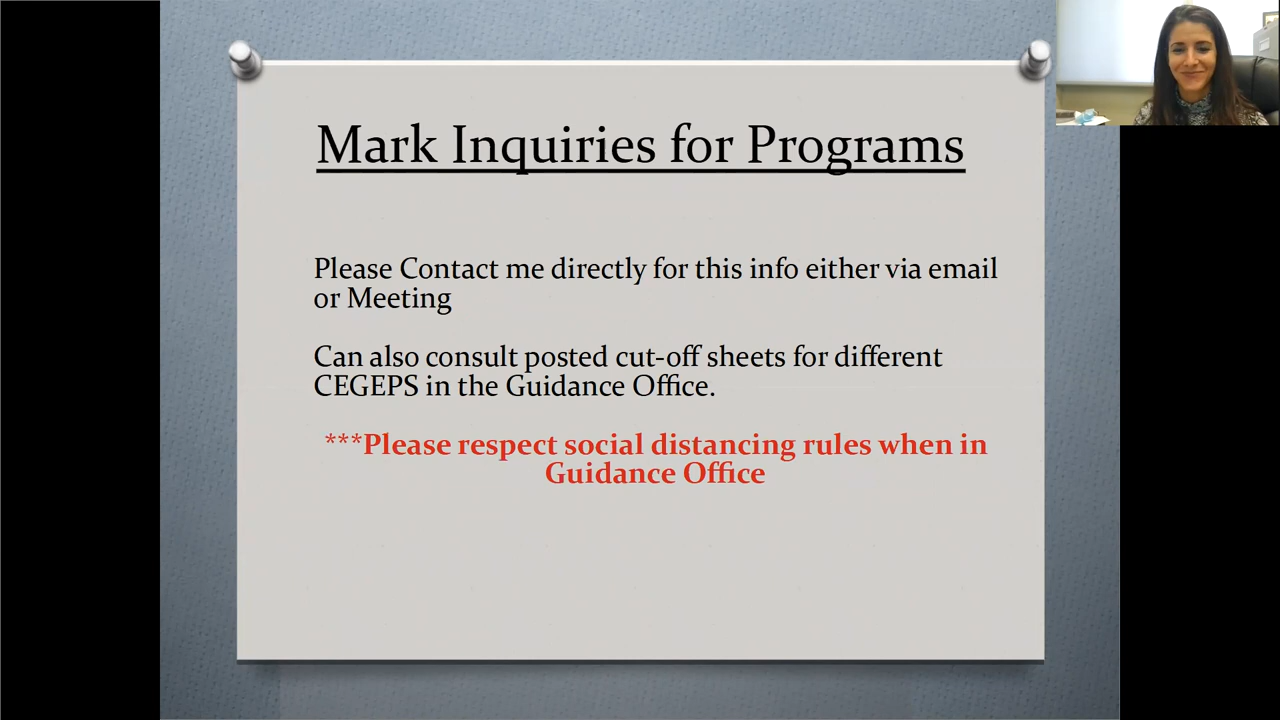 Mark Inquiries for Programs
Please Contact me directly for this info either via email
or Meeting
Can also consult posted cut-off sheets for different
CEGEPS in the Guidance Office.
***Please respect social distancing rules when in
Guidance Office